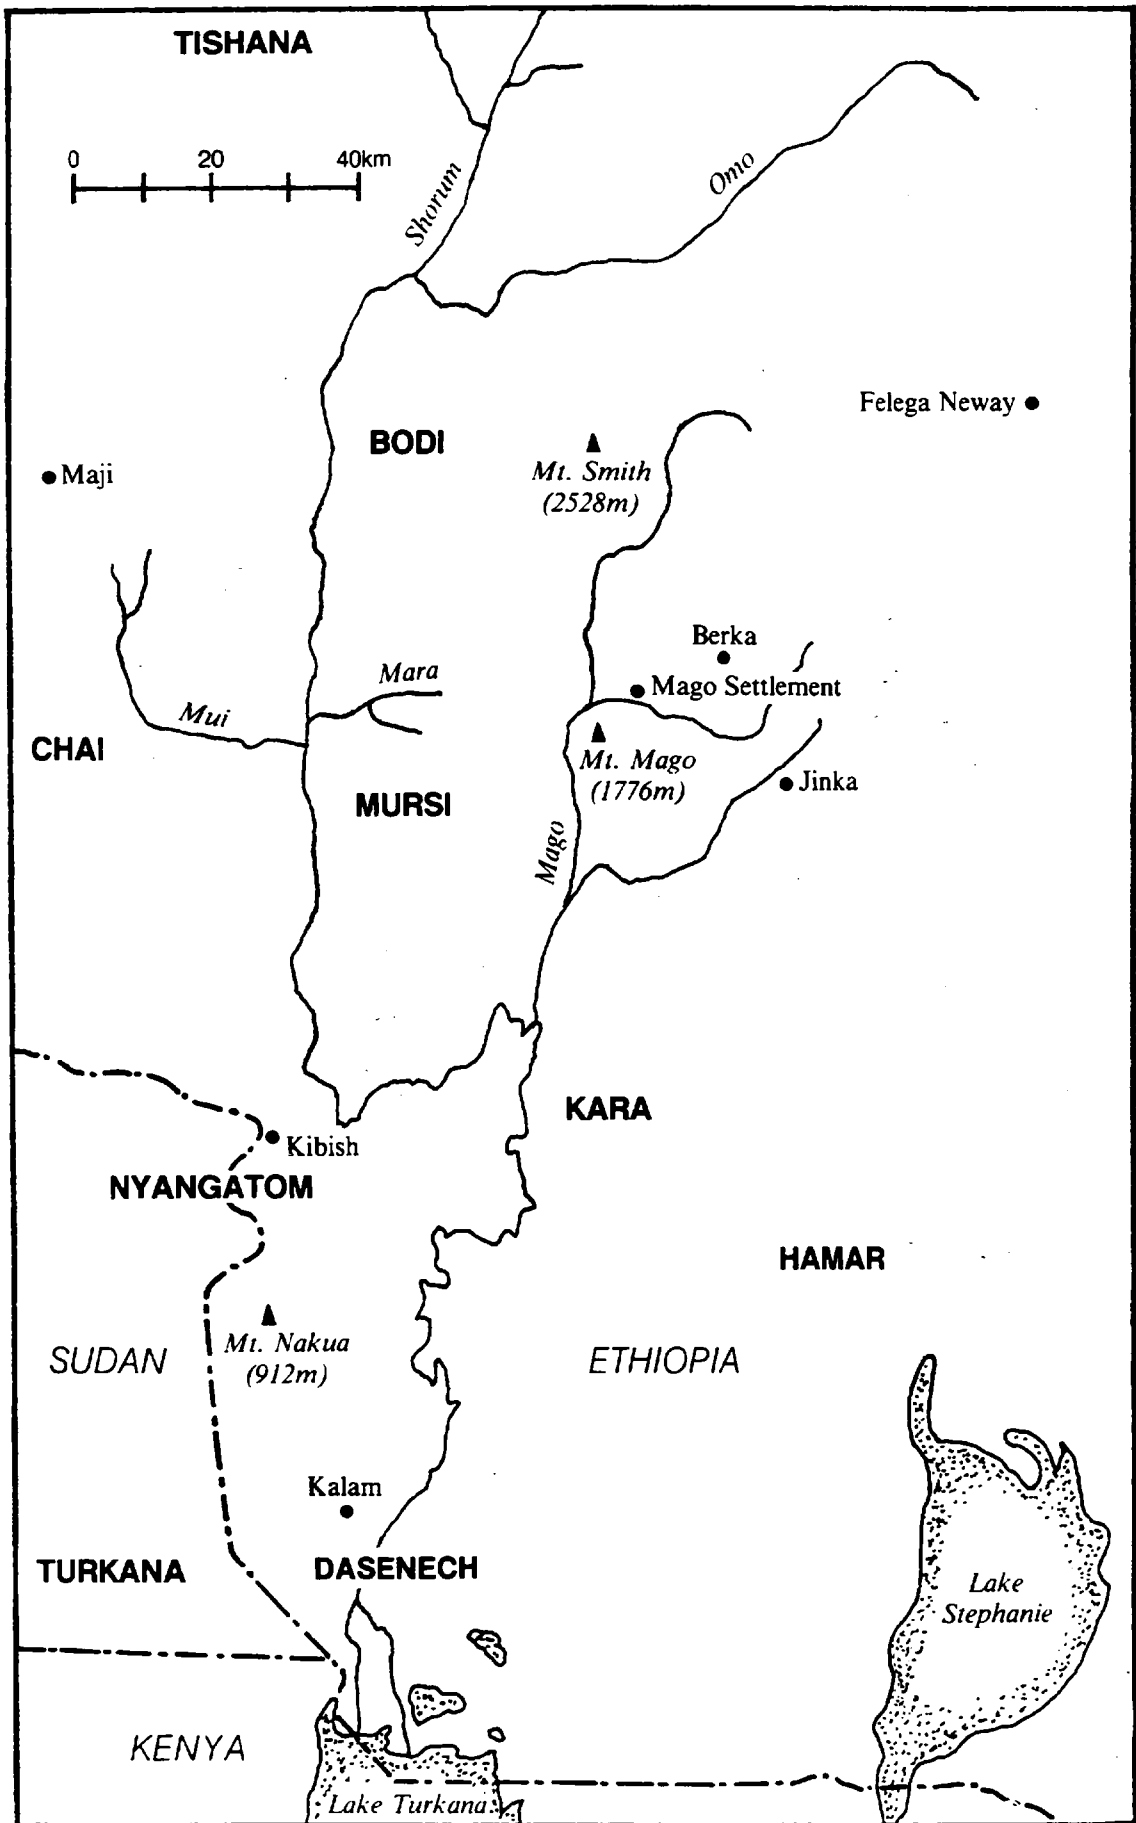 TISHANA
0 20 40km
Shorum
Omo
Felega Neway
BODI
Mt. Smith
(2528m)
Maji
Berka
Mara
Mago Settlement
Mui
CHAI
Mt. Mago
(1776m)
Jinka
MURSI
Mago
KARA
Kibish
NYANGATOM
HAMAR
Mt. Nakua
(912m)
SUDAN
ETHIOPIA
Kalam
TURKANA
DASENECH
Lake
Stephanie
KENYA
Lake Turkana